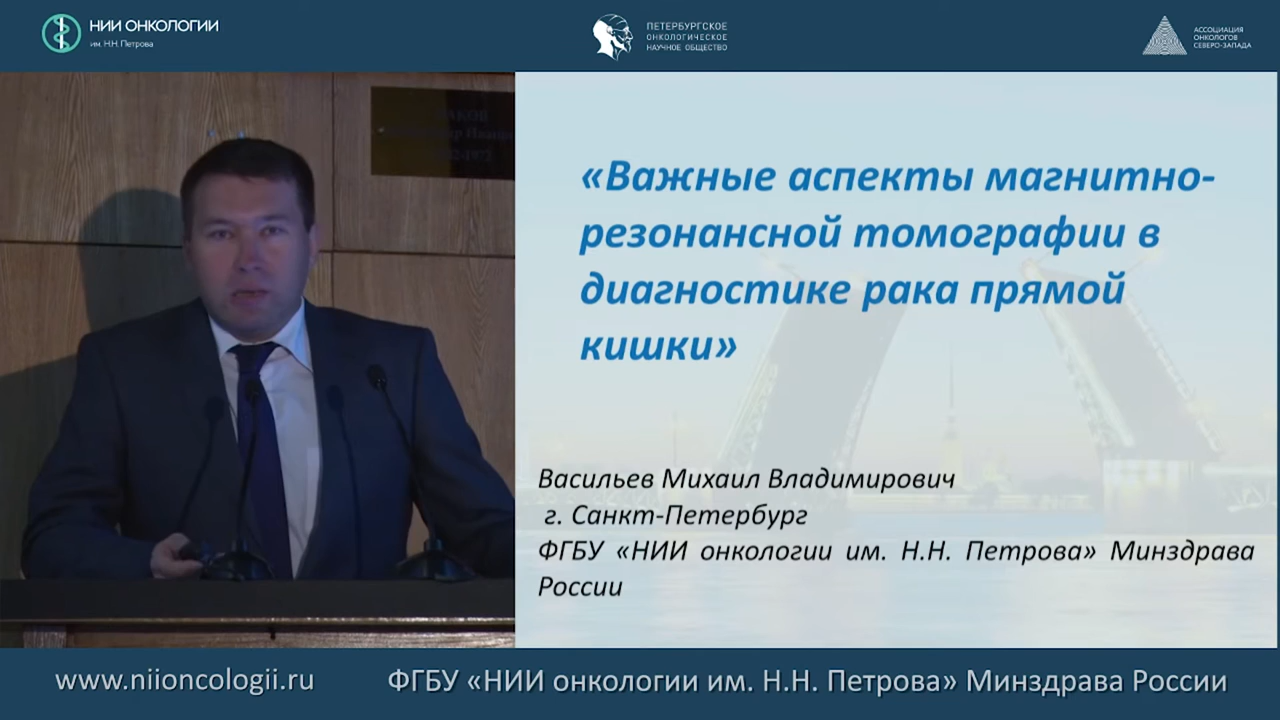 НИИ ОНКОЛОГИИ
им. Н.Н. Петрова
ПЕТЕРБУРГСКОЕ
ОНКОЛОГИЧЕСКОЕ
НАУЧНОЕ ОБЩЕСТВО
АССОЦИАЦИЯ
ОНКОЛОГОВ
СЕВЕРО-ЗАПАДА
«Важные аспекты магнитно-
резонансной томографии в
диагностике рака прямой
кишки»
Васильев Михаил Владимирович
г. Санкт-Петербург
ФГБУ «НИИ онкологии им. Н.Н. Петрова» Минздрава
России
www.niioncologii.ru
ФГБУ «НИИ онкологии им. Н.Н. Петрова» Минздрава России